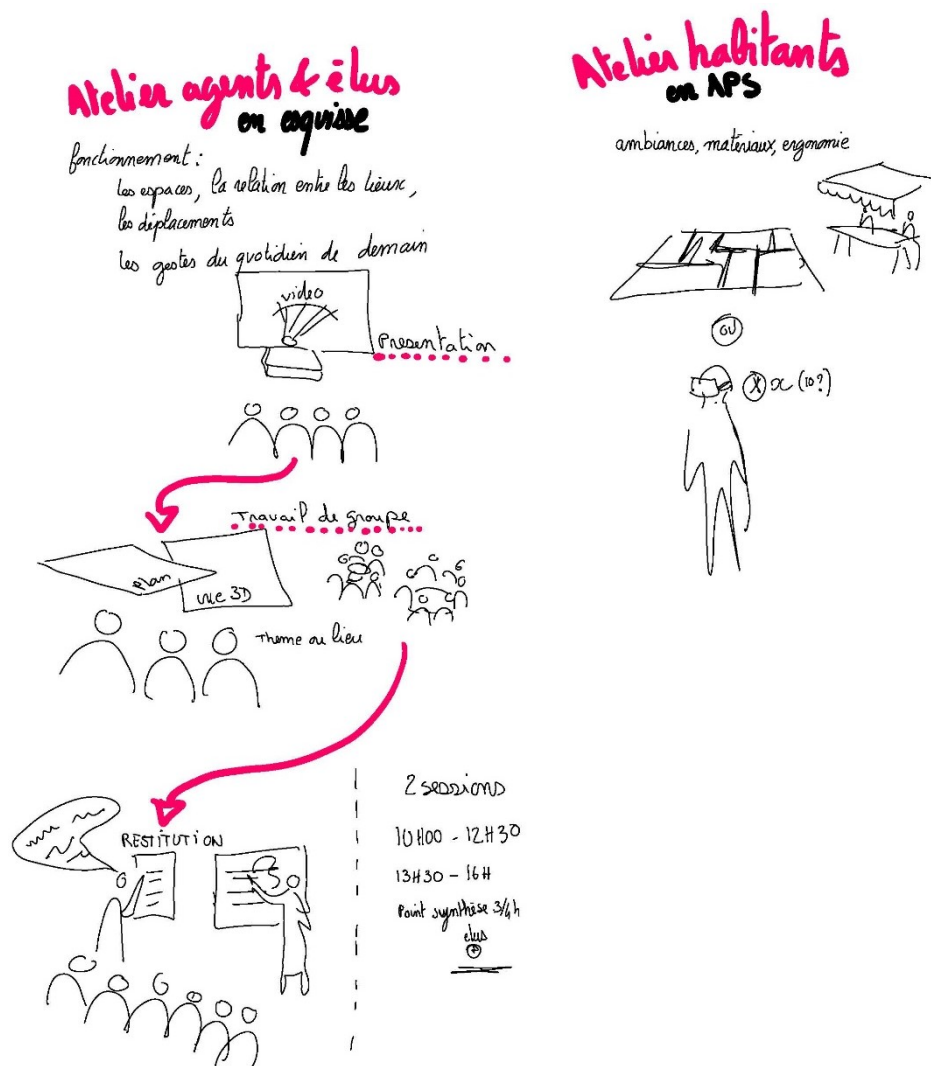 Atelier agents & élus
en esquisse
fonctionnement :
les espaces, la relation entre les lieux,
les déplacements
les gestes du quotidien de demain
video
Presentation
Travail de groupe
plan
vue 3D
Theme ou lieu
RESTITUTION
2 sessions
10H00 - 12H30
13H30 - 16H
Point synthèse 3/4h
élus
+
Atelier habitants
en APS
ambiances, matériaux, ergonomie
ou
X x (10?)